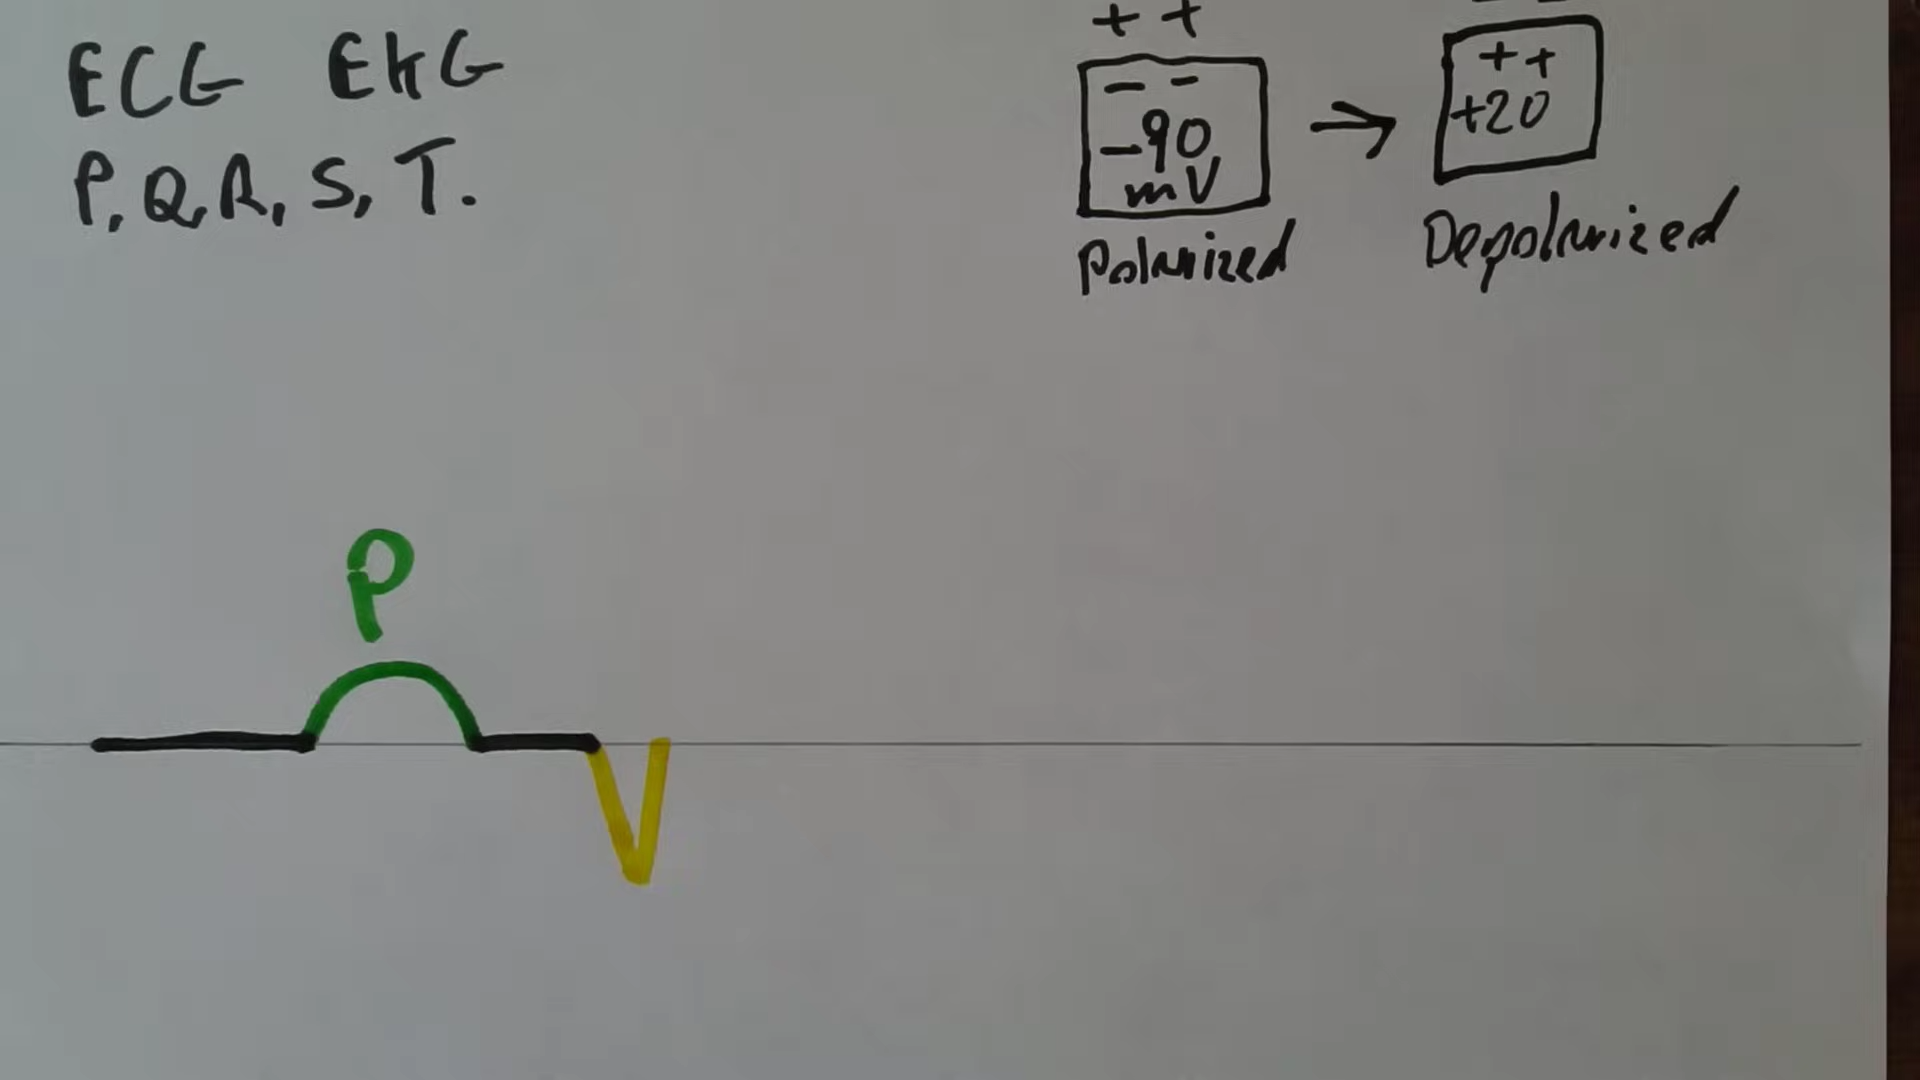 ECG EKG
P, Q, R, S, T.
+ +
- -
-90
mV
Polarized
→
+ +
+20
Depolarized
P